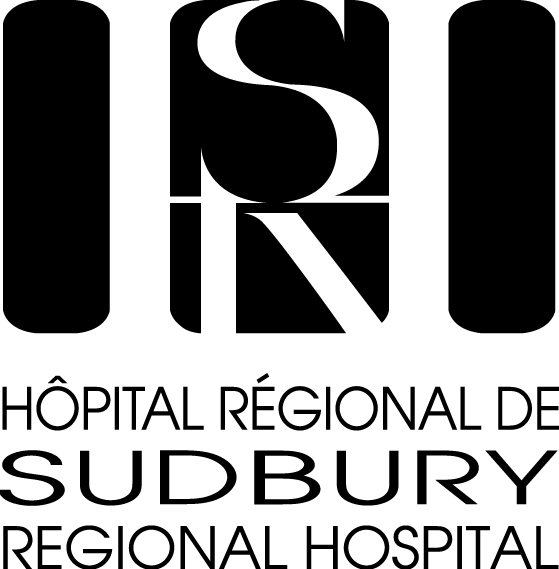 HÔPITAL RÉGIONAL DE
SUDBURY
REGIONAL HOSPITAL